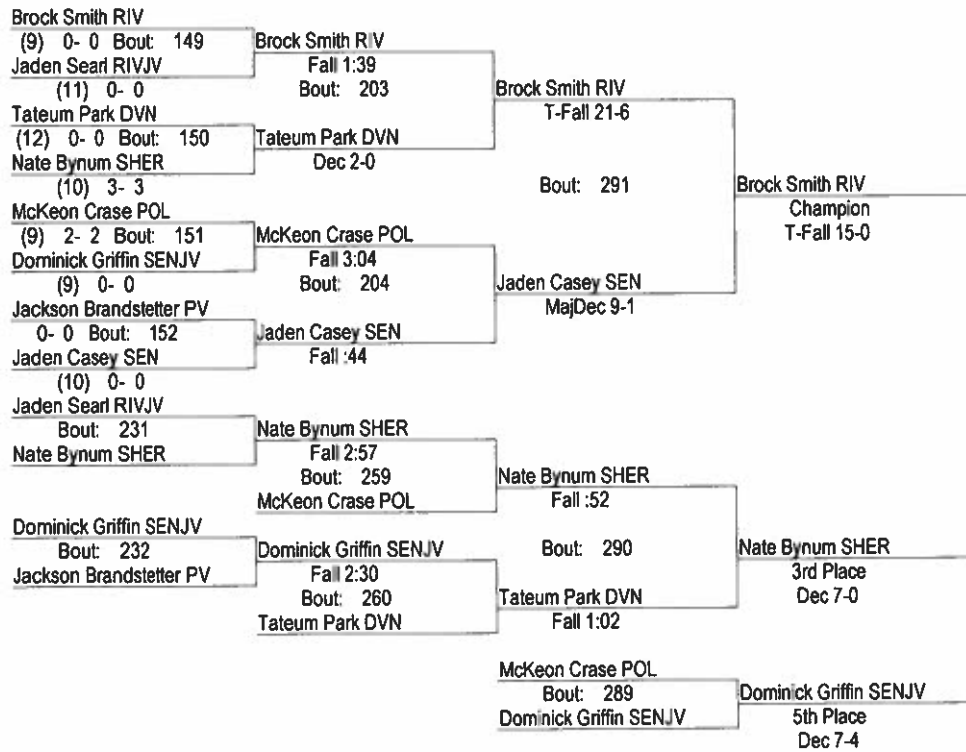 Brock Smith RIV
(9) 0- 0 Bout: 149
Jaden Searl RIVJV
(11) 0- 0
Tateum Park DVN
(12) 0- 0 Bout: 150
Nate Bynum SHER
(10) 3- 3
McKeon Crase POL
(9) 2- 2 Bout: 151
Dominick Griffin SENJV
(9) 0- 0
Jackson Brandstetter PV
0- 0 Bout: 152
Jaden Casey SEN
(10) 0- 0
Jaden Searl RIVJV
Bout: 231
Nate Bynum SHER
Dominick Griffin SENJV
Bout: 232
Jackson Brandstetter PV
Brock Smith RIV
Fall 1:39
Bout: 203
Tateum Park DVN
Dec 2-0
McKeon Crase POL
Fall 3:04
Bout: 204
Jaden Casey SEN
Fall :44
Nate Bynum SHER
Fall 2:57
Bout: 259
McKeon Crase POL
Dominick Griffin SENJV
Fall 2:30
Bout: 260
Tateum Park DVN
Brock Smith RIV
T-Fall 21-6
Bout: 291
Jaden Casey SEN
MajDec 9-1
Nate Bynum SHER
Fall :52
Bout: 290
Tateum Park DVN
Fall 1:02
McKeon Crase POL
Bout: 289
Dominick Griffin SENJV
Brock Smith RIV
Champion
T-Fall 15-0
Nate Bynum SHER
3rd Place
Dec 7-0
Dominick Griffin SENJV
5th Place
Dec 7-4